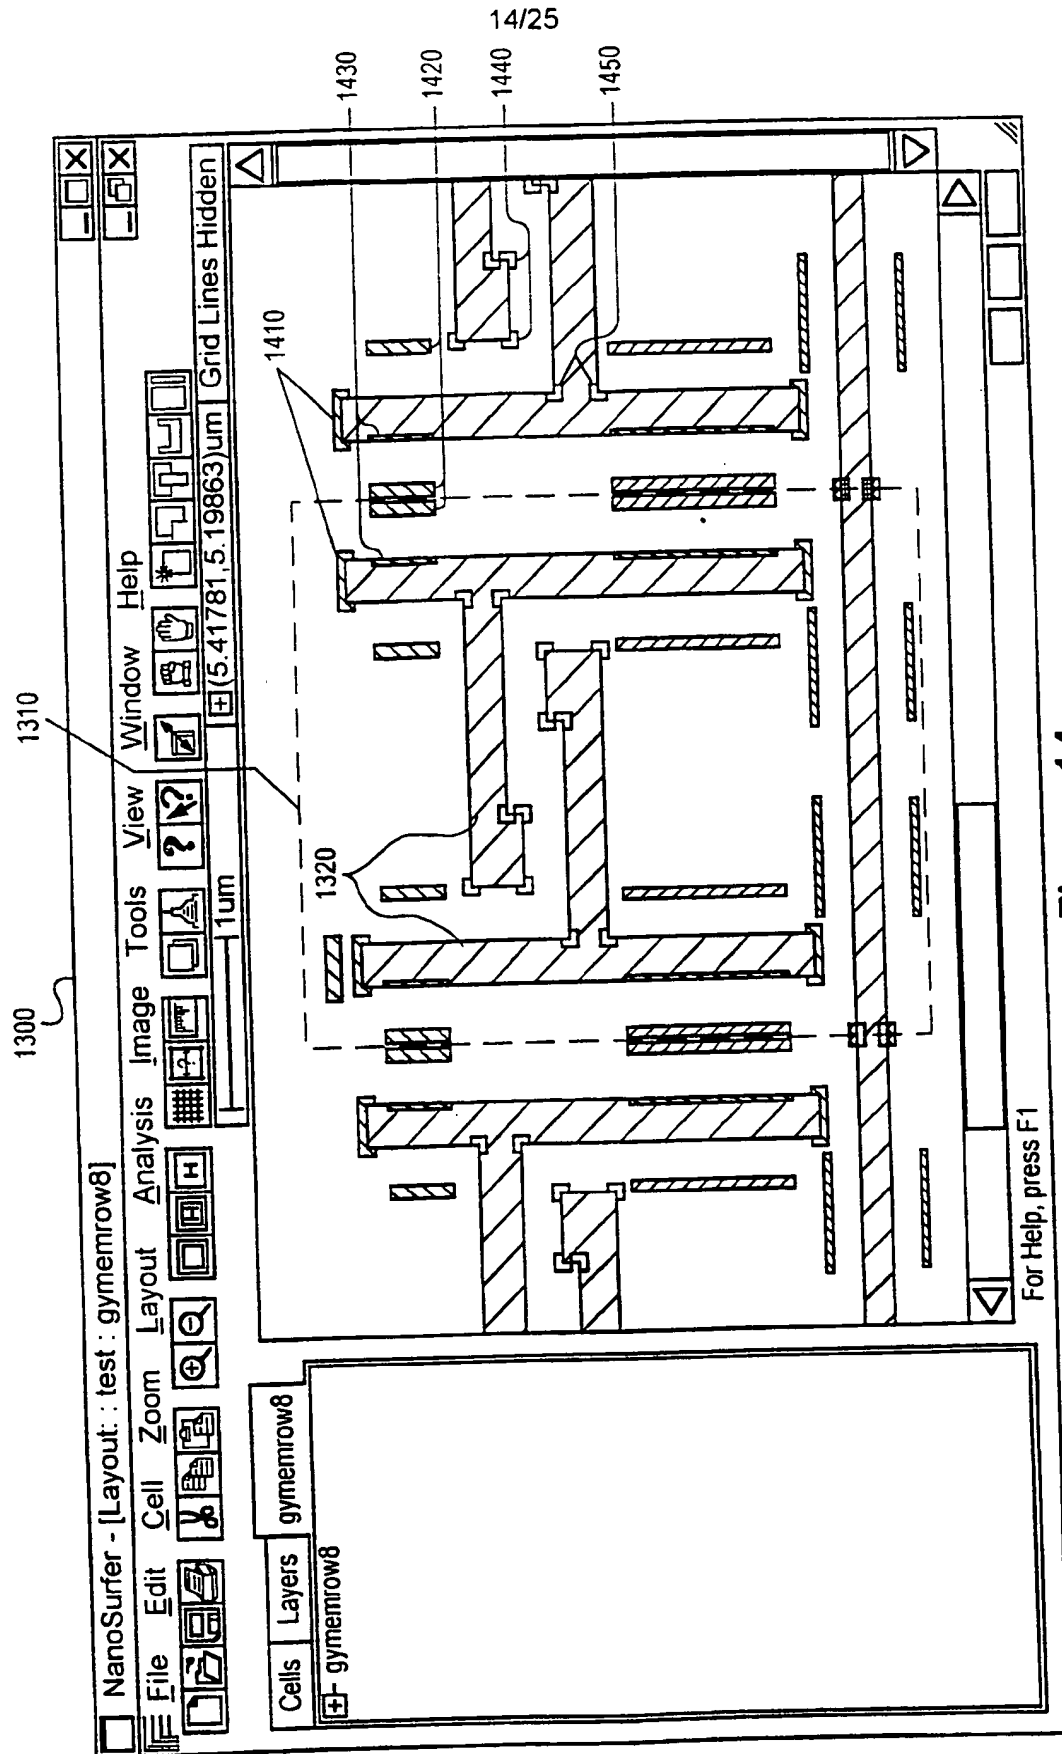 14/25
1300
1310
NanoSurfer - [Layout: : test : gymemrow8]
File Edit Cell Zoom Layout Analysis Image Tools View Window Help
1um
(5.41781,5.19863)um
Grid Lines Hidden
Cells Layers gymemrow8
gymemrow8
1320
1410
1430
1420
1440
1450
For Help, press F1